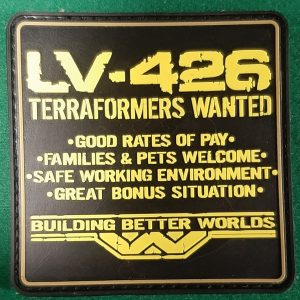 LV-426
TERRAFORMERS WANTED
•GOOD RATES OF PAY•
•FAMILIES & PETS WELCOME•
•SAFE WORKING ENVIRONMENT•
•GREAT BONUS SITUATION•
BUILDING BETTER WORLDS